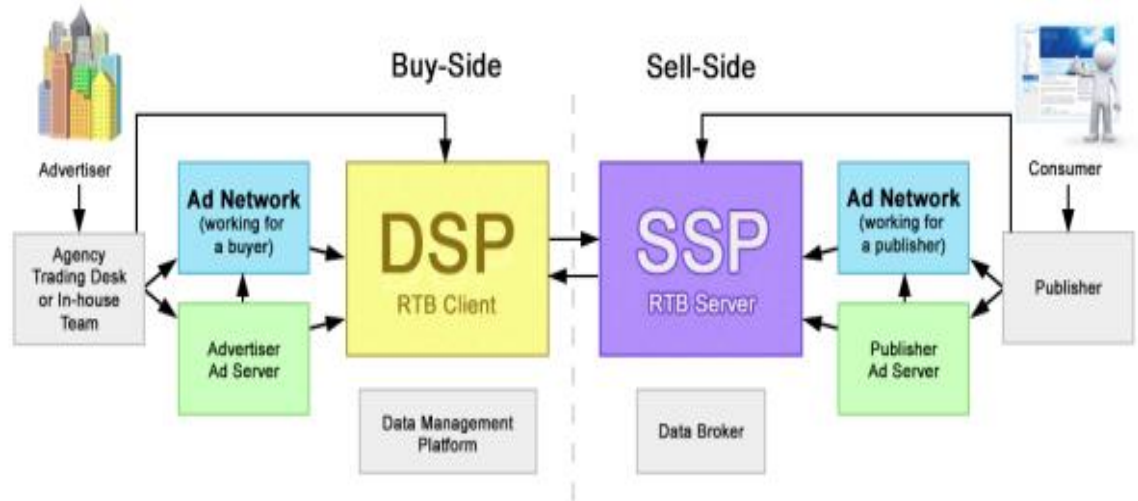 Buy-Side
Sell-Side
Advertiser
Agency
Trading Desk
or In-house
Team
Ad Network
(working for
a buyer)
Advertiser
Ad Server
DSP
RTB Client
Data Management
Platform
SSP
RTB Server
Data Broker
Ad Network
(working for
a publisher)
Publisher
Ad Server
Consumer
Publisher